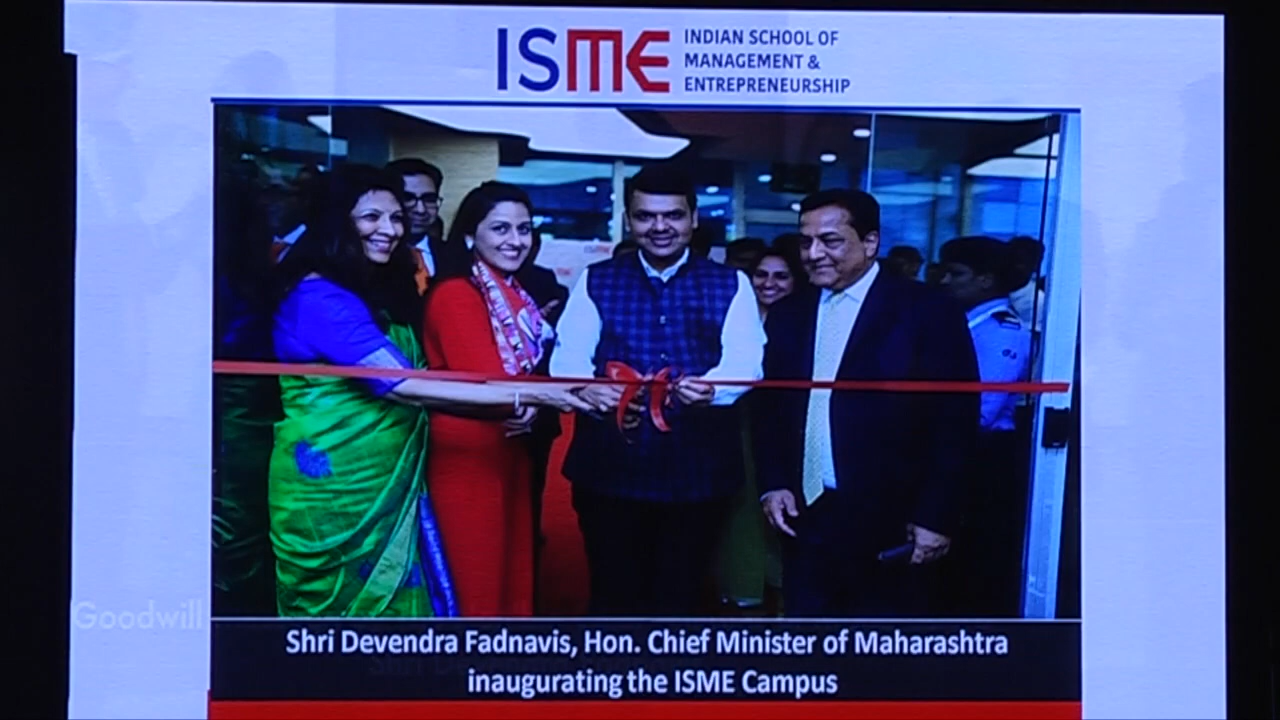 ISME
INDIAN SCHOOL OF
MANAGEMENT &
ENTREPRENEURSHIP
Goodwill
Shri Devendra Fadnavis, Hon. Chief Minister of Maharashtra
inaugurating the ISME Campus